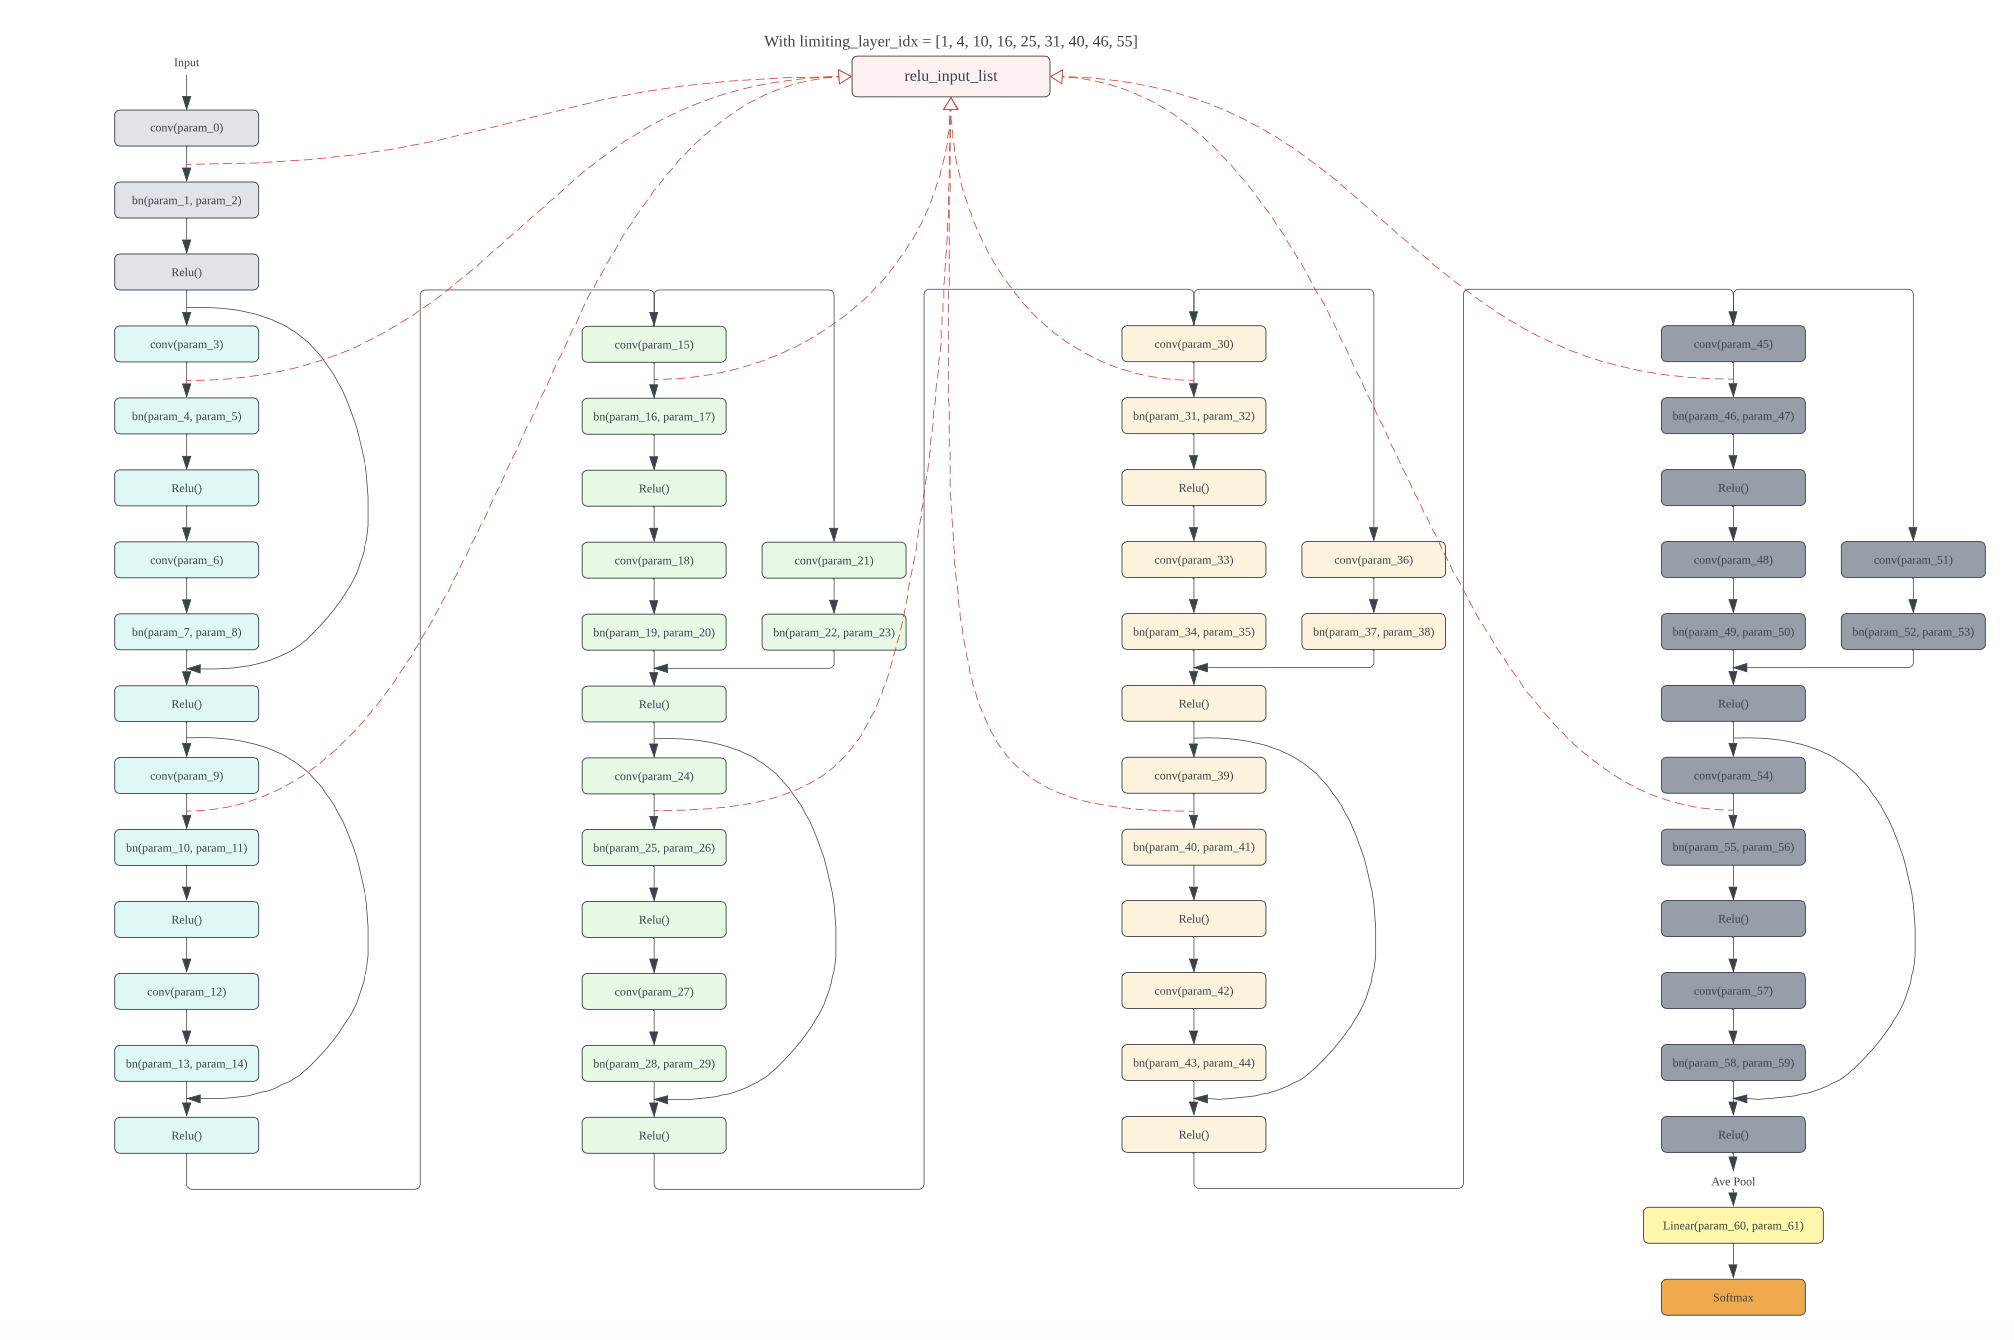 With limiting_layer_idx = [1, 4, 10, 16, 25, 31, 40, 46, 55]
relu_input_list
Input
conv(param_0)
bn(param_1, param_2)
Relu()
conv(param_3)
bn(param_4, param_5)
Relu()
conv(param_6)
bn(param_7, param_8)
Relu()
conv(param_9)
bn(param_10, param_11)
Relu()
conv(param_12)
bn(param_13, param_14)
Relu()
conv(param_15)
bn(param_16, param_17)
Relu()
conv(param_18)
bn(param_19, param_20)
conv(param_21)
bn(param_22, param_23)
Relu()
conv(param_24)
bn(param_25, param_26)
Relu()
conv(param_27)
bn(param_28, param_29)
Relu()
conv(param_30)
bn(param_31, param_32)
Relu()
conv(param_33)
bn(param_34, param_35)
conv(param_36)
bn(param_37, param_38)
Relu()
conv(param_39)
bn(param_40, param_41)
Relu()
conv(param_42)
bn(param_43, param_44)
Relu()
conv(param_45)
bn(param_46, param_47)
Relu()
conv(param_48)
bn(param_49, param_50)
conv(param_51)
bn(param_52, param_53)
Relu()
conv(param_54)
bn(param_55, param_56)
Relu()
conv(param_57)
bn(param_58, param_59)
Relu()
Ave Pool
Linear(param_60, param_61)
Softmax